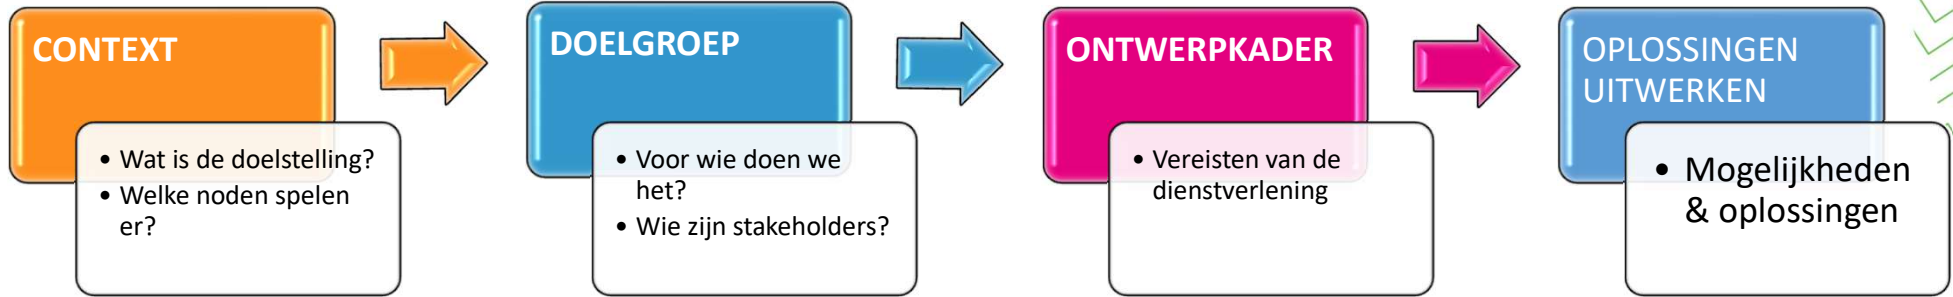 CONTEXT
• Wat is de doelstelling?
• Welke noden spelen
er?
DOELGROEP
• Voor wie doen we
het?
• Wie zijn stakeholders?
ONTWERPKADER
• Vereisten van de
dienstverlening
OPLOSSINGEN
UITWERKEN
• Mogelijkheden
& oplossingen